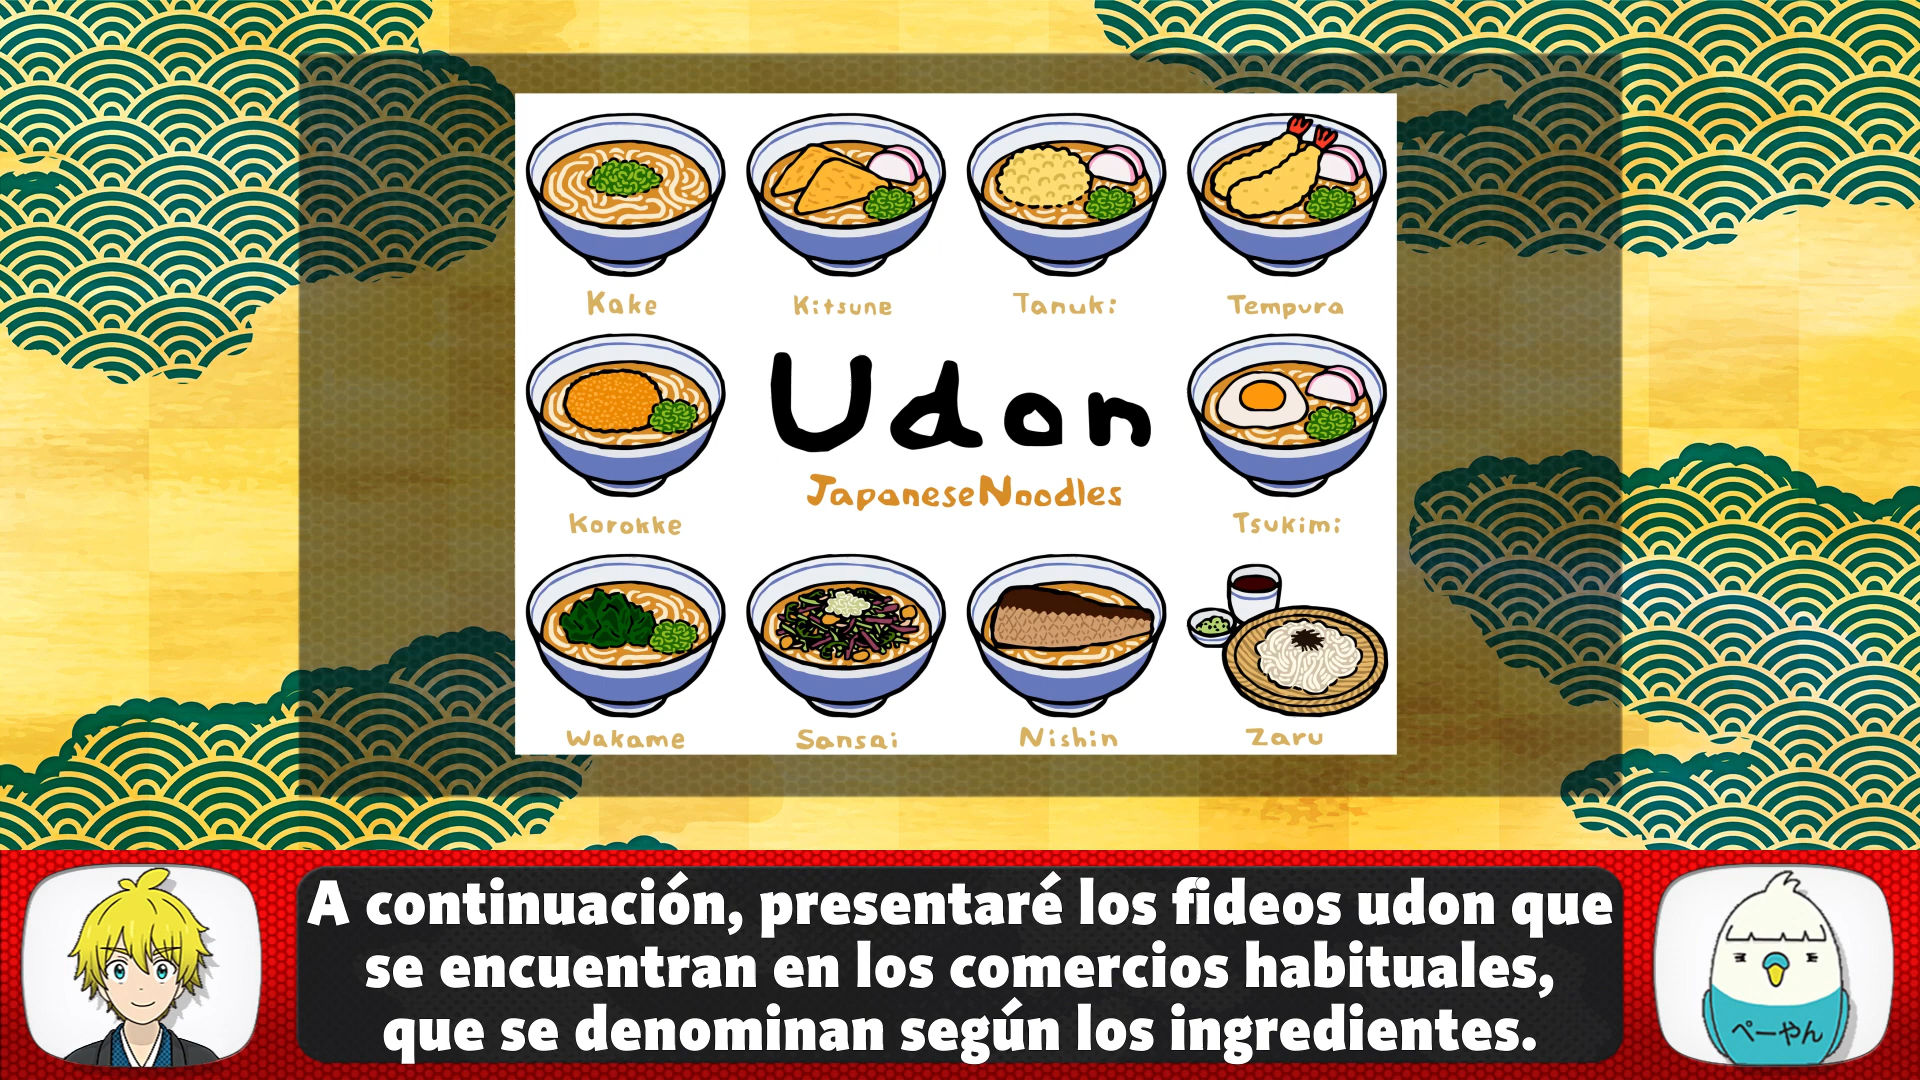 Kake
Kitsune
Tanuki
Tempura
Udon
JapaneseNoodles
Korokke
Tsukimi
Wakame
Sansai
Nishin
Zaru
A continuación, presentaré los fideos udon que
se encuentran en los comercios habituales,
que se denominan según los ingredientes.
ペーやん